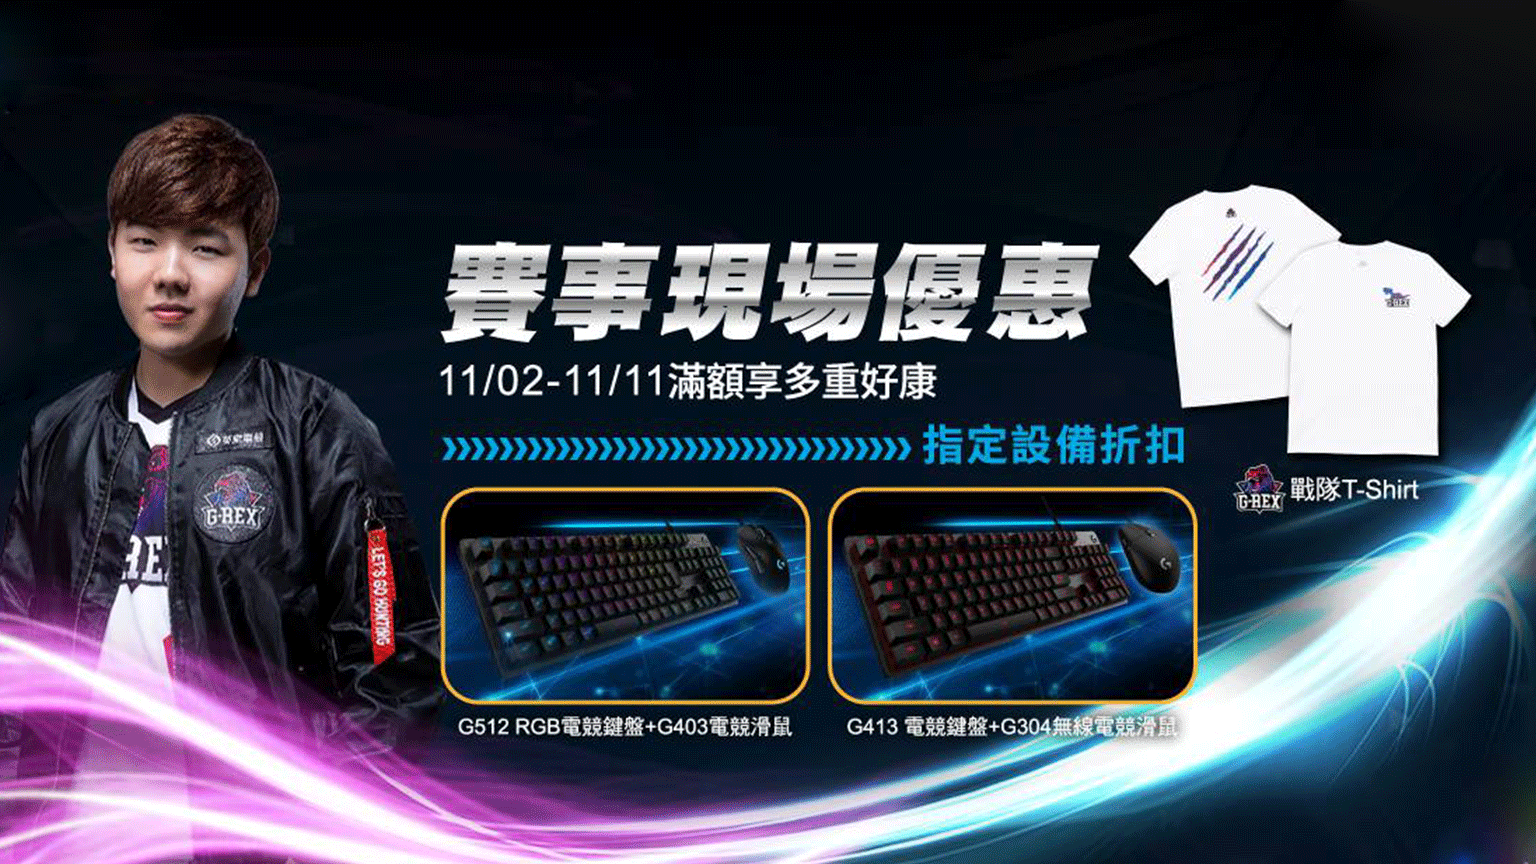 賽事現場優惠
11/02-11/11滿額享多重好康
指定設備折扣
G-REX
G-REX 戰隊T-Shirt
G-REX
LET'S GO HUNTING
G512 RGB電競鍵盤+G403電競滑鼠
G413 電競鍵盤+G304無線電競滑鼠